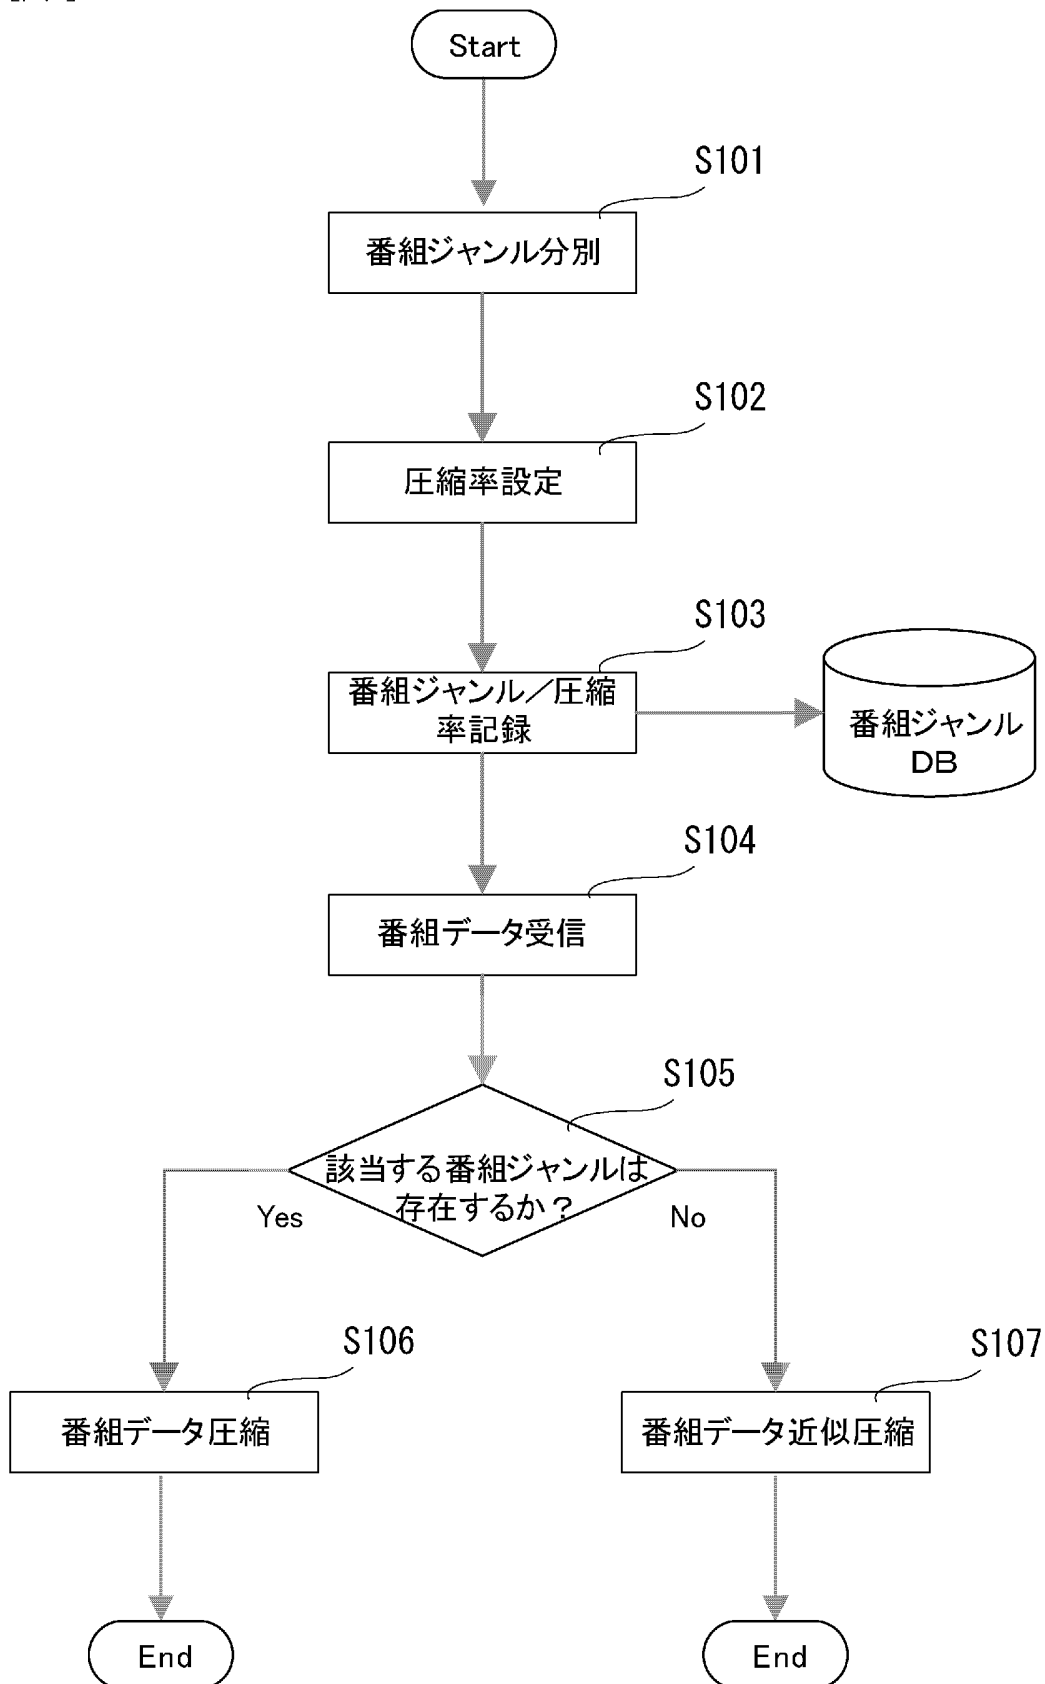 Start
S101
番組ジャンル分別
S102
圧縮率設定
S103
番組ジャンル／圧縮
率記録
番組ジャンル
DB
S104
番組データ受信
S105
該当する番組ジャンルは
存在するか？
Yes
No
S106
番組データ圧縮
S107
番組データ近似圧縮
End
End